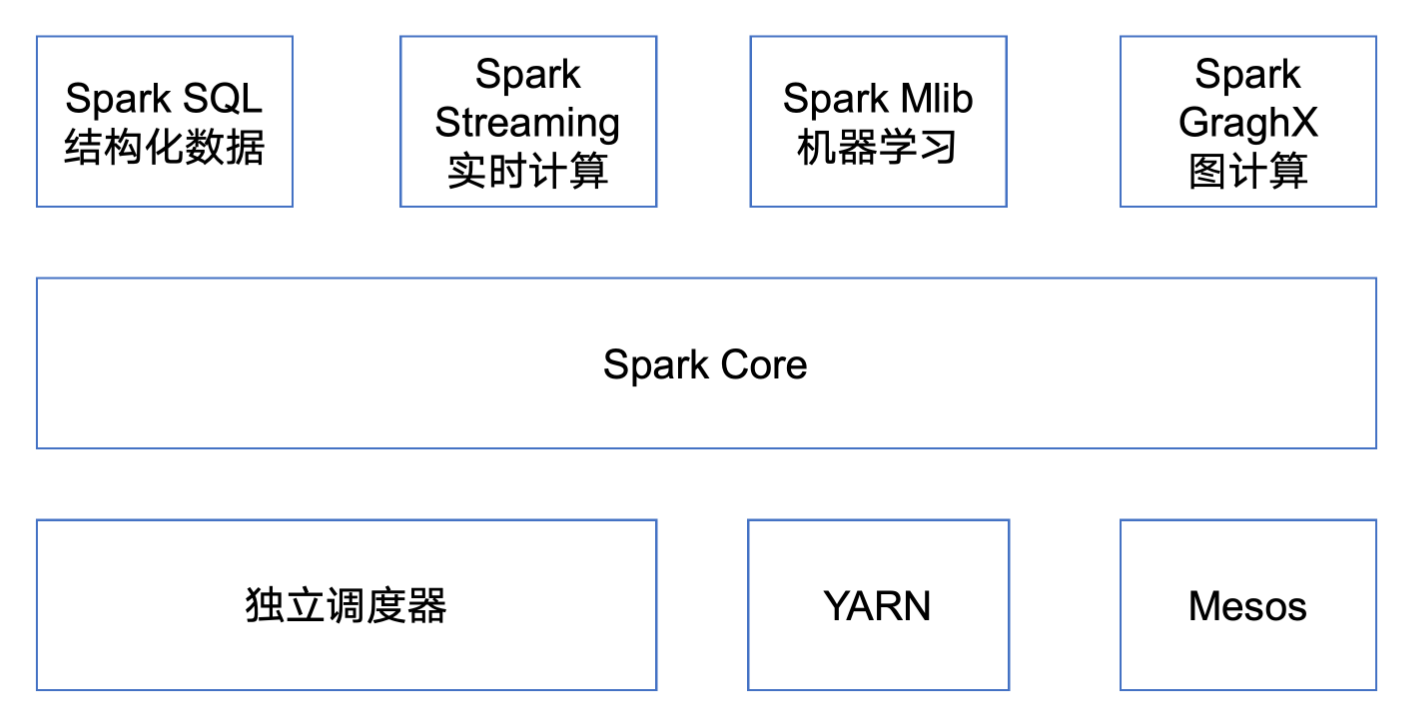 Spark SQL
结构化数据
Spark
Streaming
实时计算
Spark Mlib
机器学习
Spark
GraghX
图计算
Spark Core
独立调度器
YARN
Mesos